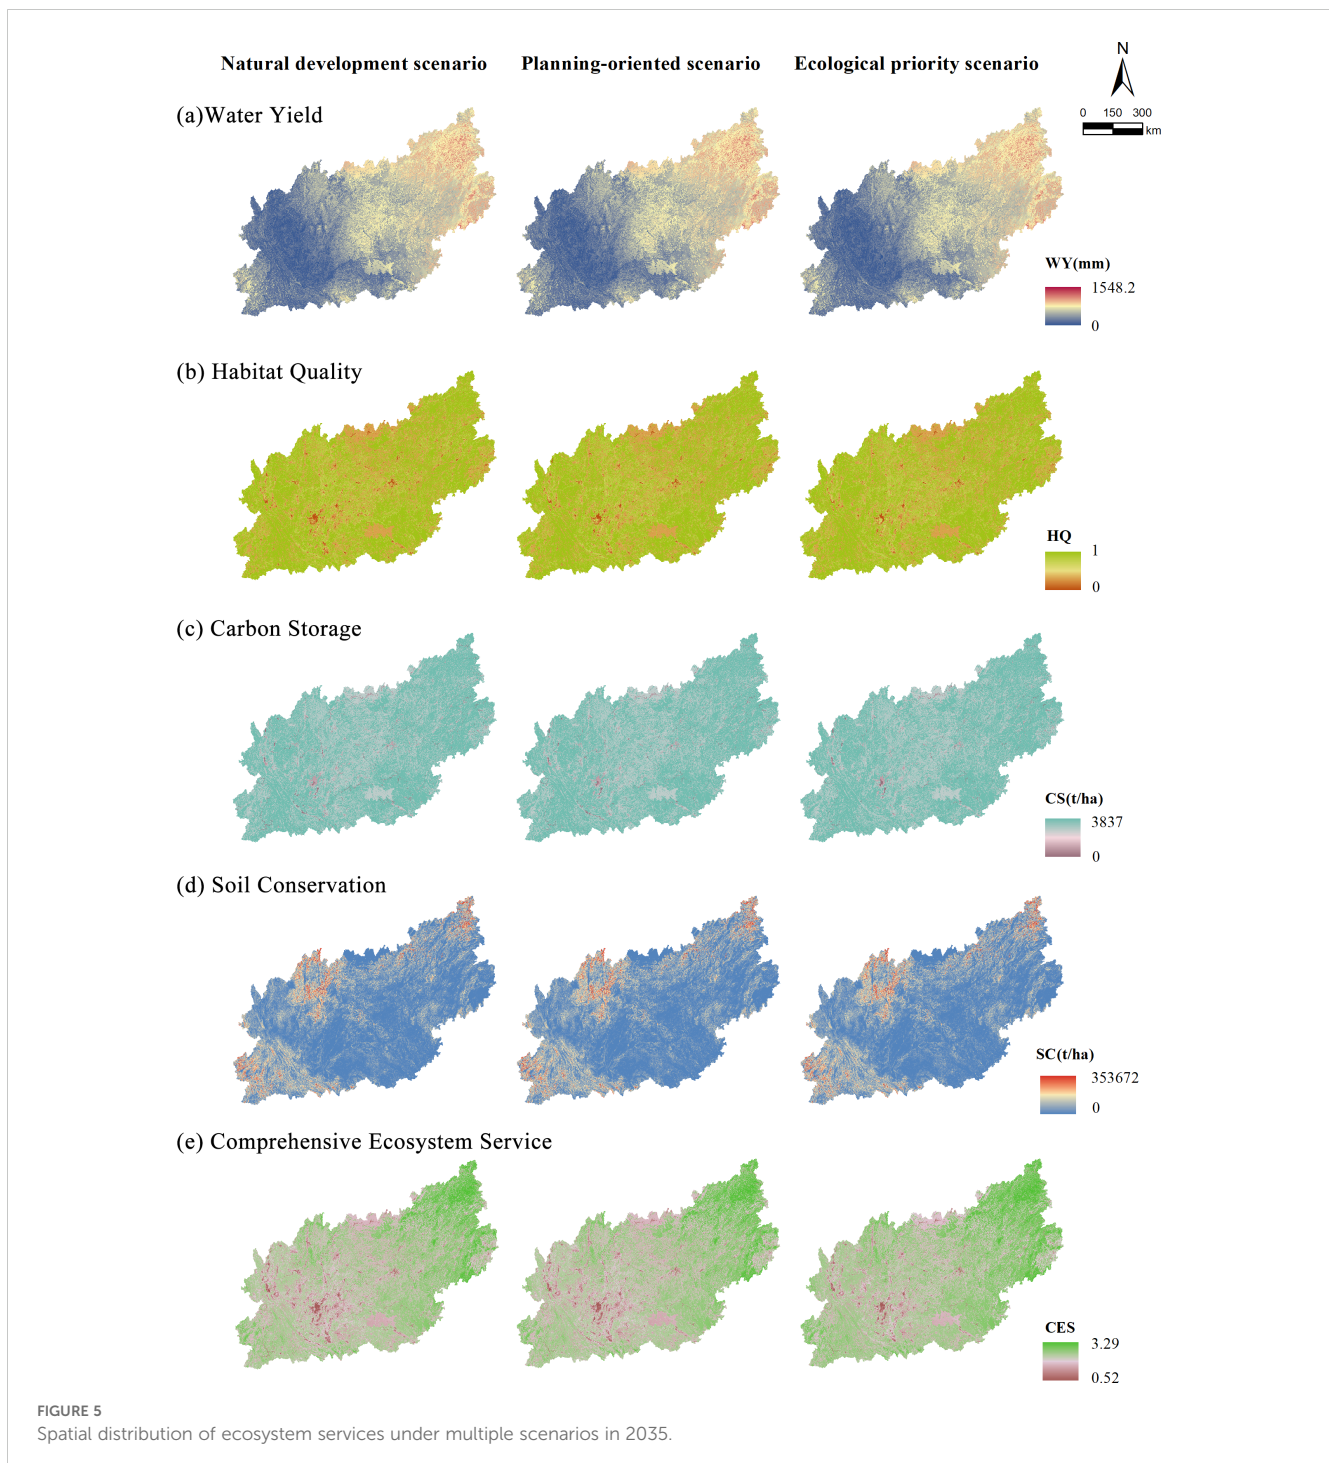 Natural development scenario Planning-oriented scenario Ecological priority scenario
N
0 150 300
km
(a)Water Yield
WY(mm)
1548.2
0
(b) Habitat Quality
HQ
1
0
(c) Carbon Storage
CS(t/ha)
3837
0
(d) Soil Conservation
SC(t/ha)
353672
0
(e) Comprehensive Ecosystem Service
CES
3.29
0.52
FIGURE 5
Spatial distribution of ecosystem services under multiple scenarios in 2035.